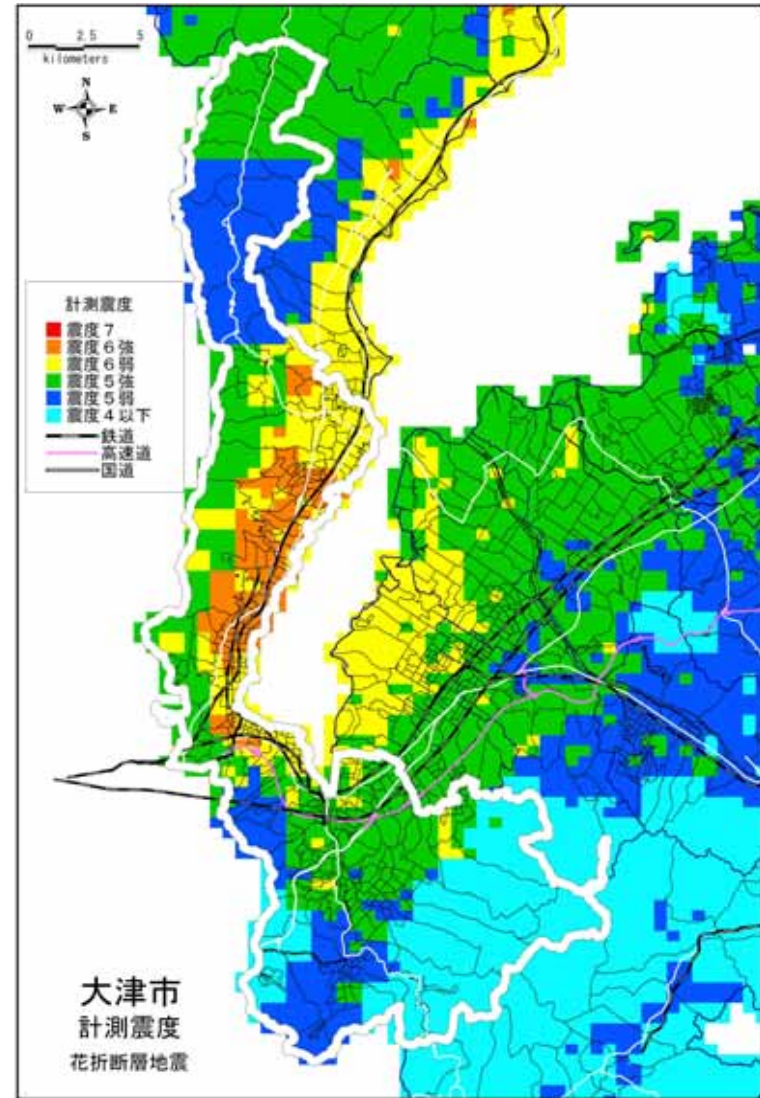 0 2.5 5
kilometers
N
W E
S
計測震度
震度７
震度６強
震度６弱
震度５強
震度５弱
震度４以下
鉄道
高速道
国道
大津市
計測震度
花折断層地震